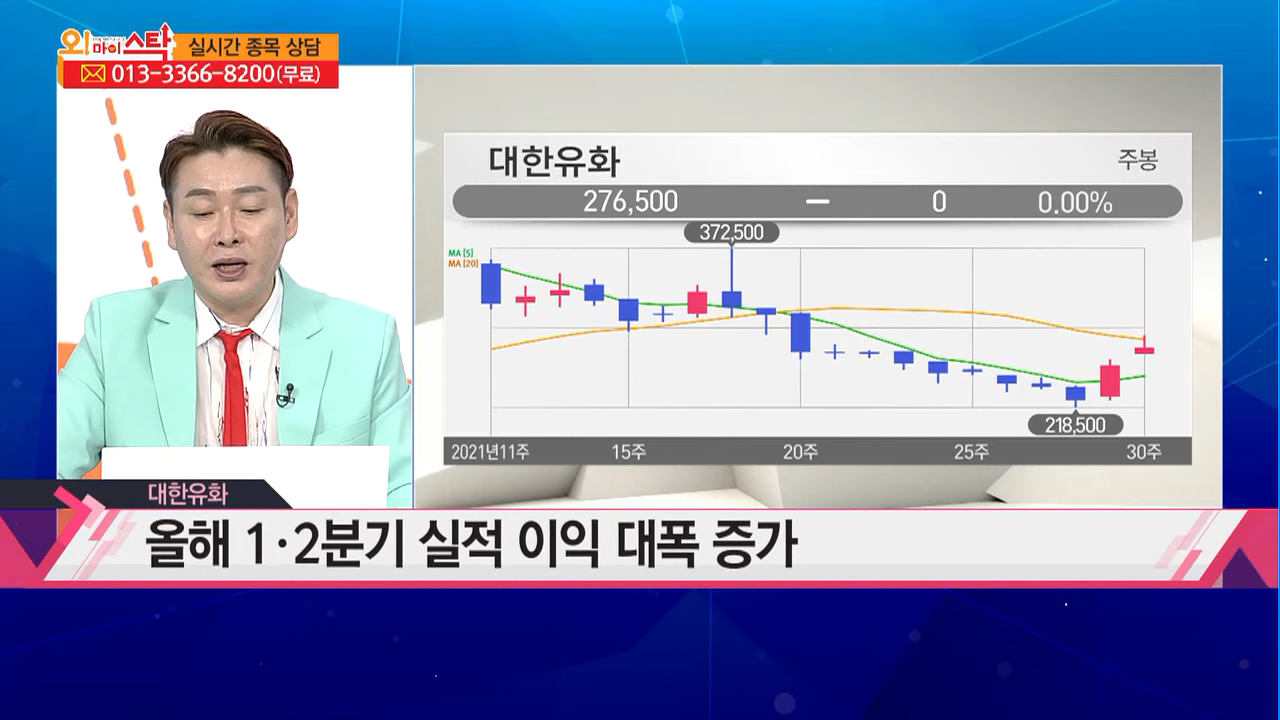 오! 마이 스탁 실시간 종목 상담
013-3366-8200(무료)
대한유화 주봉
276,500 0 0.00%
372,500
MA [5]
MA [20]
218,500
2021년11주 15주 20주 25주 30주
대한유화
올해 1·2분기 실적 이익 대폭 증가